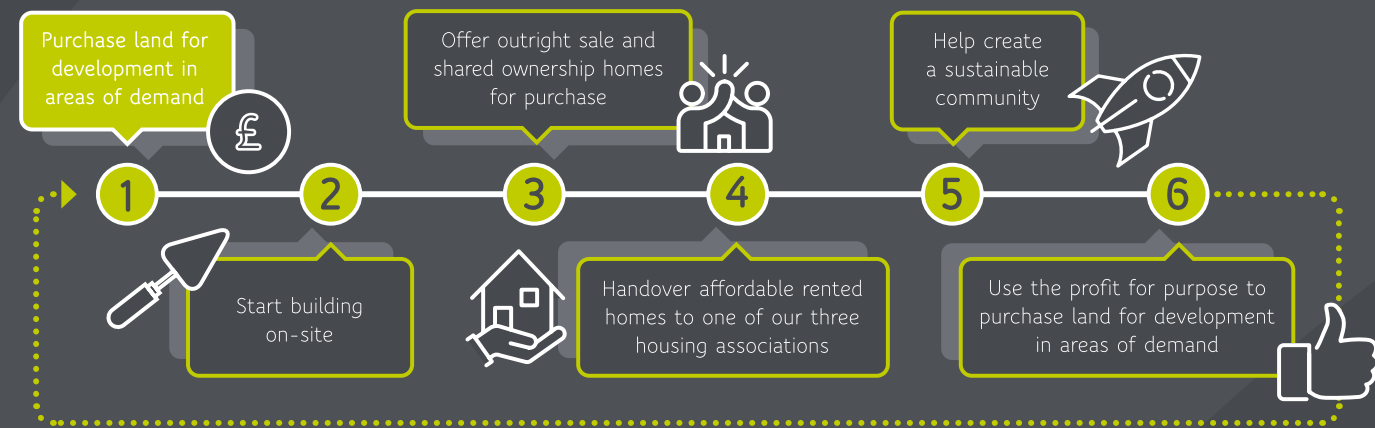 Purchase land for
development in
areas of demand
£
1
Start building
on-site
2
Offer outright sale and
shared ownership homes
for purchase
3
Handover affordable rented
homes to one of our three
housing associations
4
Help create
a sustainable
community
5
Use the profit for purpose to
purchase land for development
in areas of demand
6